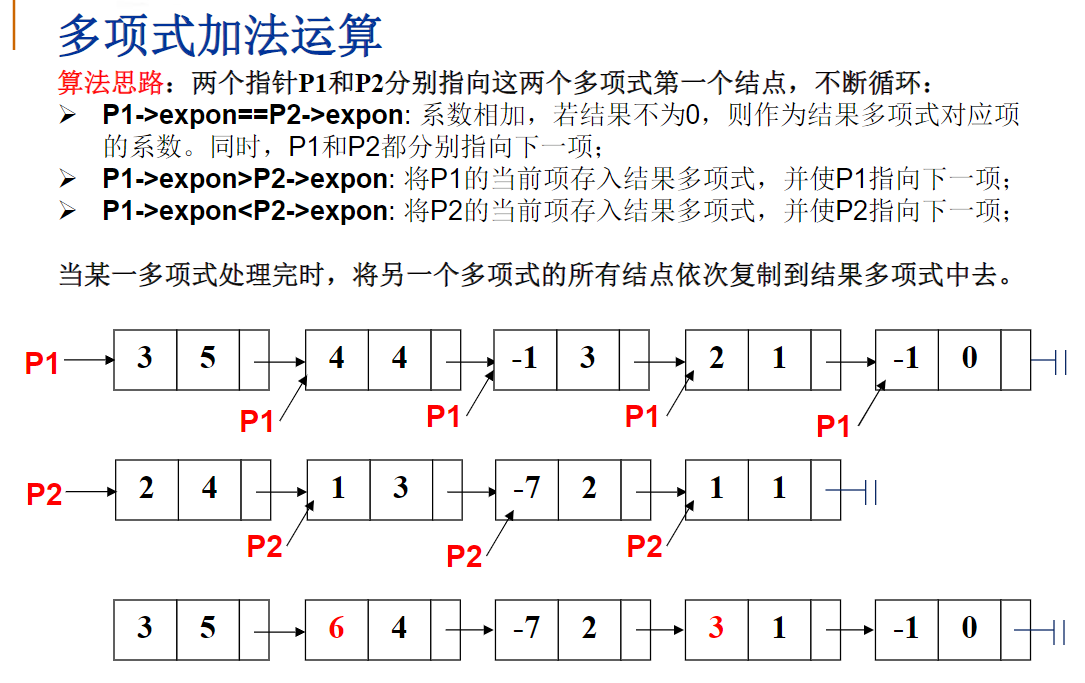 多项式加法运算
算法思路：两个指针P1和P2分别指向这两个多项式第一个结点，不断循环：
➢ P1->expon==P2->expon: 系数相加，若结果不为0，则作为结果多项式对应项
的系数。同时，P1和P2都分别指向下一项；
➢ P1->expon>P2->expon: 将P1的当前项存入结果多项式，并使P1指向下一项；
➢ P1->expon<P2->expon: 将P2的当前项存入结果多项式，并使P2指向下一项；
当某一多项式处理完时，将另一个多项式的所有结点依次复制到结果多项式中去。
P1 3 5 4 4 -1 3 2 1 -1 0
P1 P1 P1 P1
P2 2 4 1 3 -7 2 1 1
P2 P2 P2
3 5 6 4 -7 2 3 1 -1 0